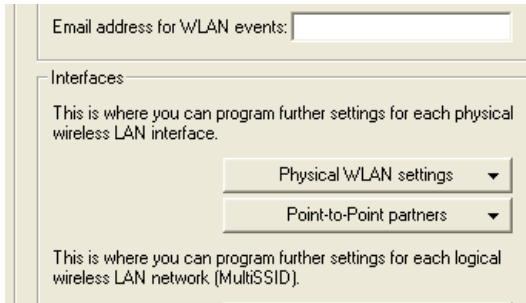 Email address for WLAN events:
Interfaces
This is where you can program further settings for each physical
wireless LAN interface.
Physical WLAN settings
Point-to-Point partners
This is where you can program further settings for each logical
wireless LAN network (MultiSSID).